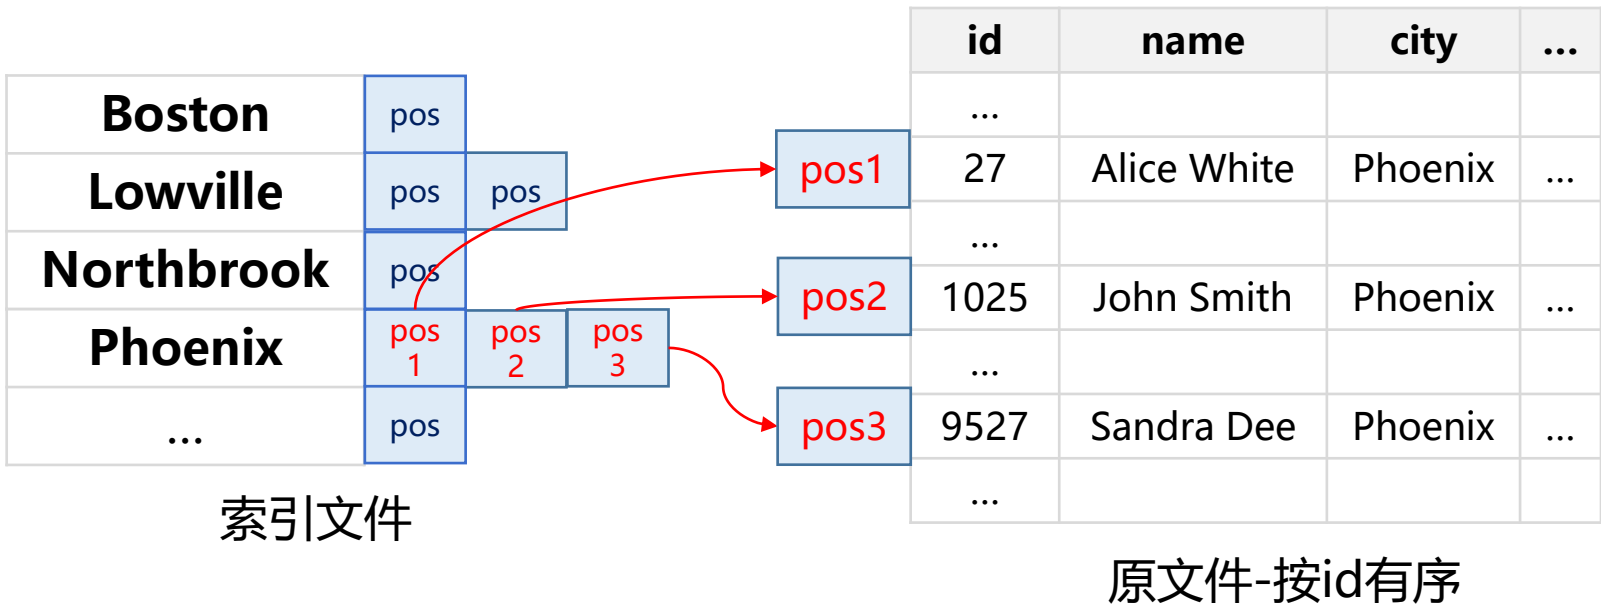 Boston pos
Lowville pos pos
Northbrook pos
Phoenix pos 1 pos 2 pos 3
... pos
索引文件
id name city ...
...
pos1 27 Alice White Phoenix ...
...
pos2 1025 John Smith Phoenix ...
...
pos3 9527 Sandra Dee Phoenix ...
...
原文件-按id有序